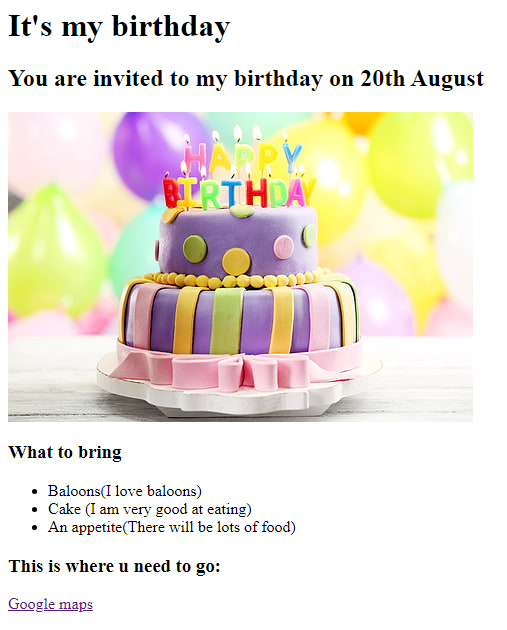 It's my birthday
You are invited to my birthday on 20th August
HAPPY
BIRTHDAY
What to bring
Baloons(I love baloons)
Cake (I am very good at eating)
An appetite(There will be lots of food)
This is where u need to go:
Google maps